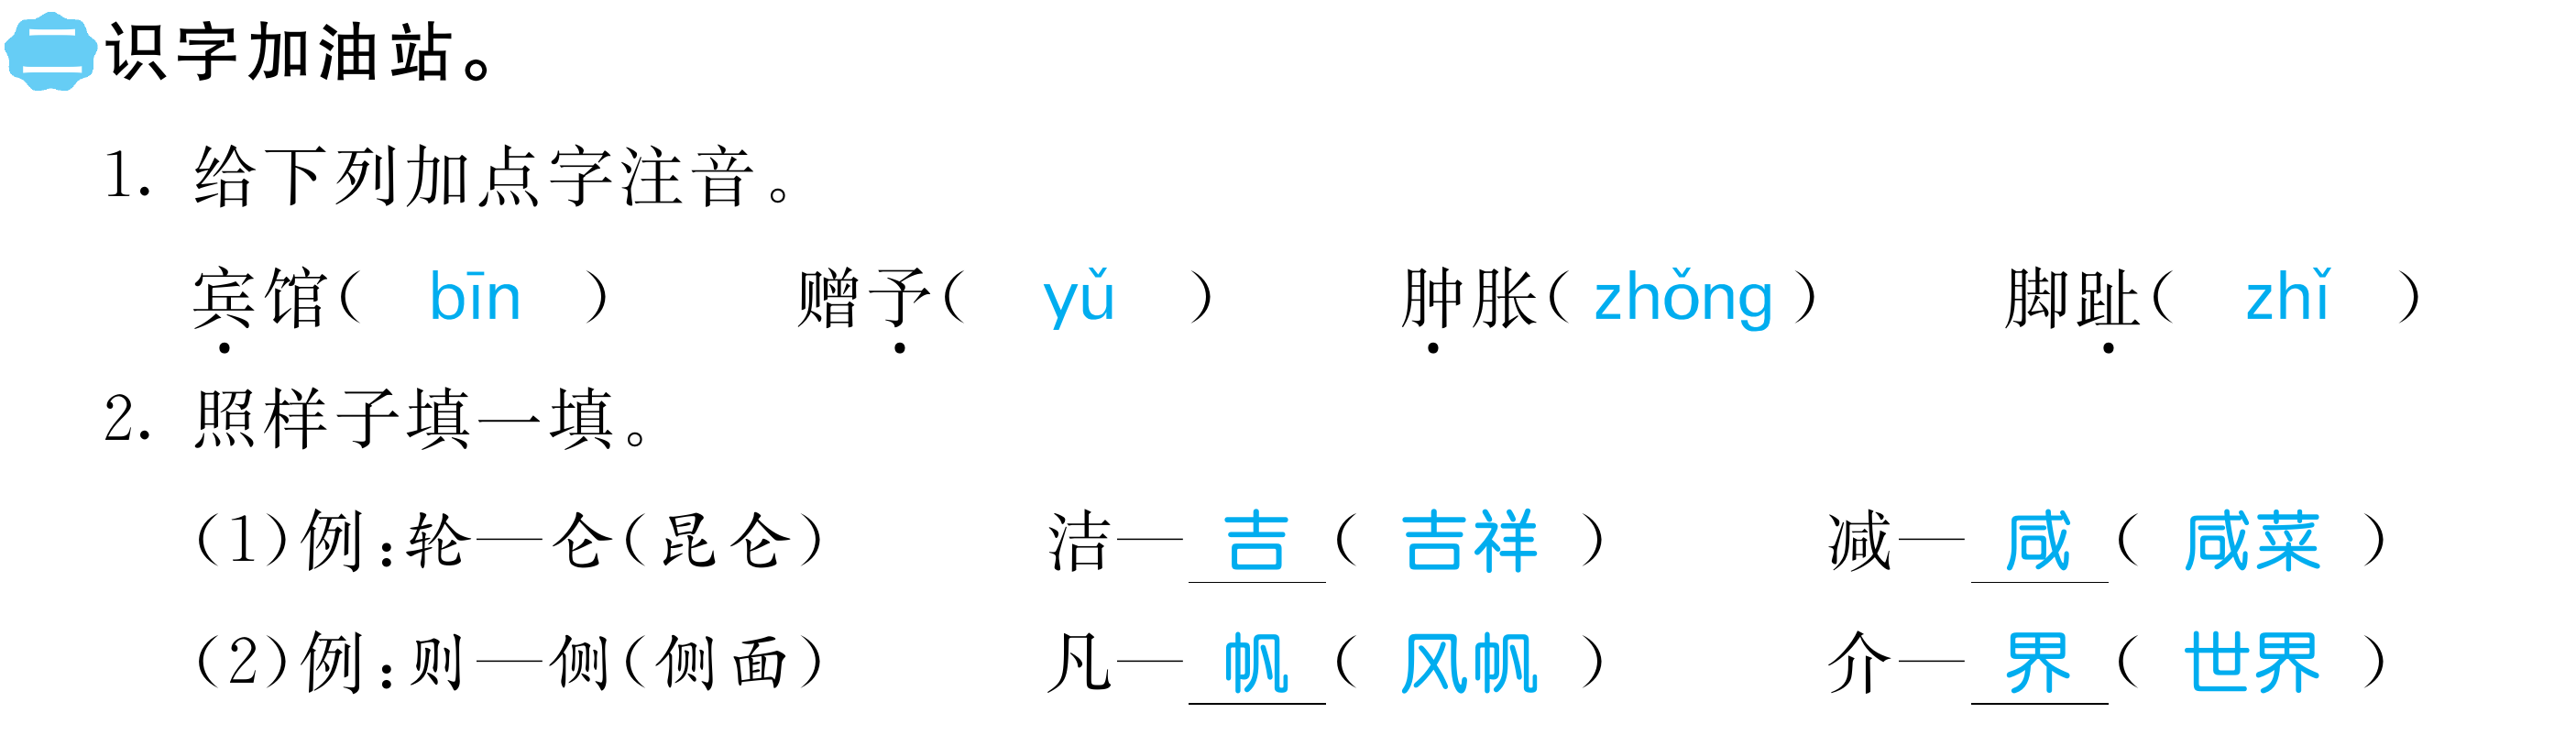 二 识字加油站。
1. 给下列加点字注音。
宾馆( bīn ) 赠予( yǔ ) 肿胀( zhǒng ) 脚趾( zhǐ )
2. 照样子填一填。
(1)例:轮—仑(昆仑) 洁—吉( 吉祥 ) 减—咸( 咸菜 )
(2)例:则—侧(侧面) 凡—帆( 风帆 ) 介—界( 世界 )